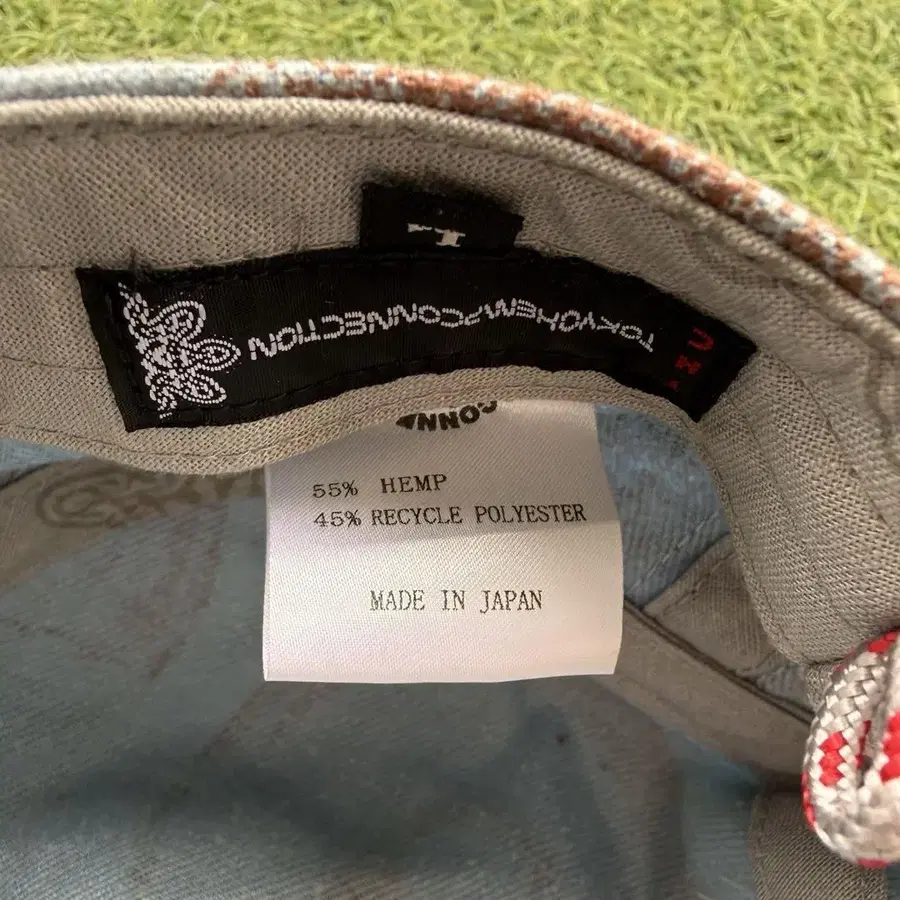 TOKYOHEMPCONNECTION
CONN
55% HEMP
45% RECYCLE POLYESTER
MADE IN JAPAN